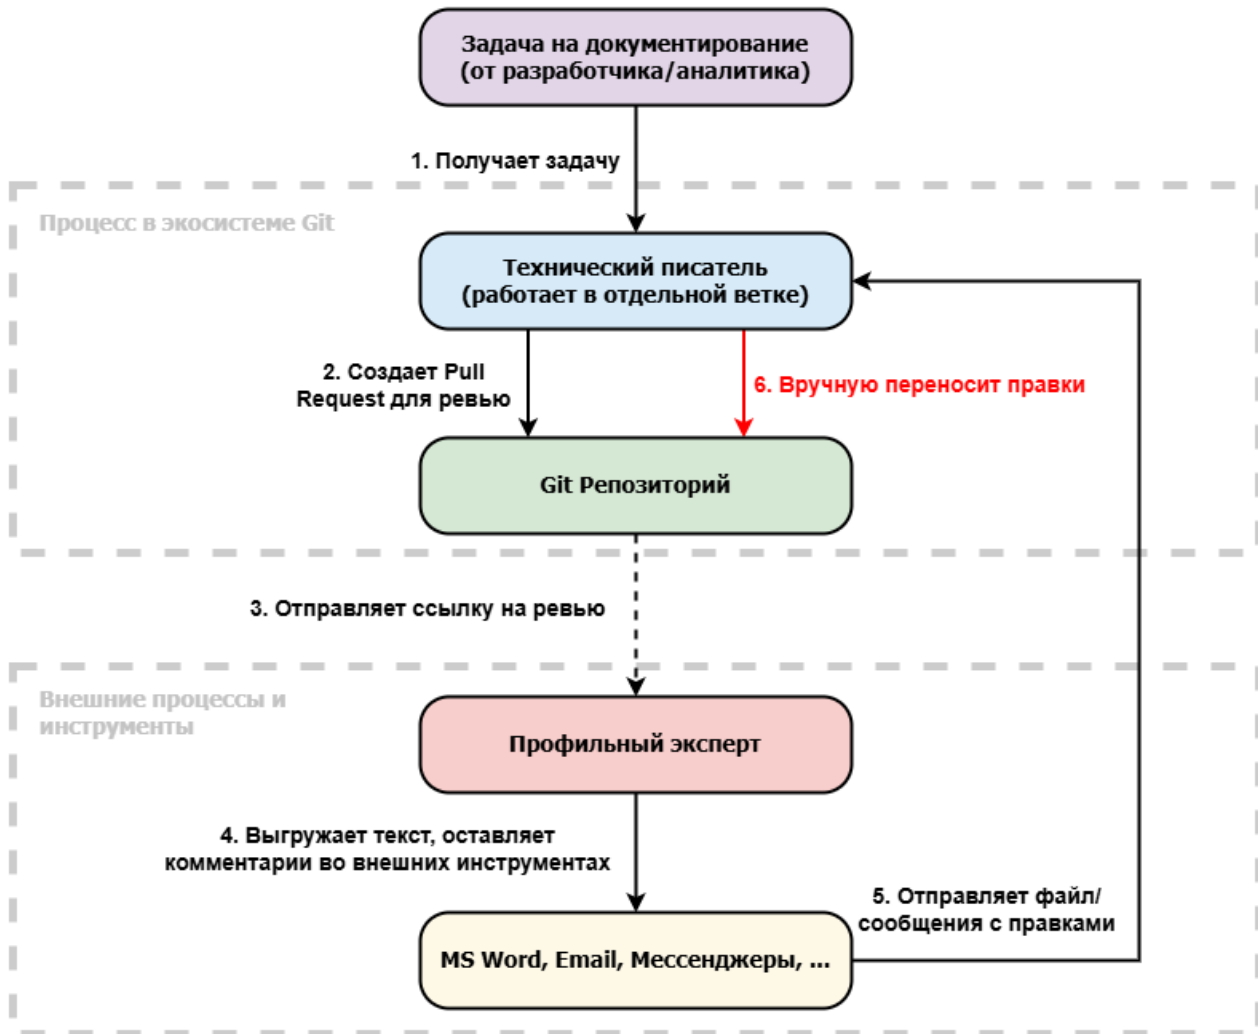 Задача на документирование
(от разработчика/аналитика)
1. Получает задачу
Процесс в экосистеме Git
Технический писатель
(работает в отдельной ветке)
2. Создает Pull
Request для ревью
6. Вручную переносит правки
Git Репозиторий
3. Отправляет ссылку на ревью
Внешние процессы и
инструменты
Профильный эксперт
4. Выгружает текст, оставляет
комментарии во внешних инструментах
5. Отправляет файл/
сообщения с правками
MS Word, Email, Мессенджеры, ...